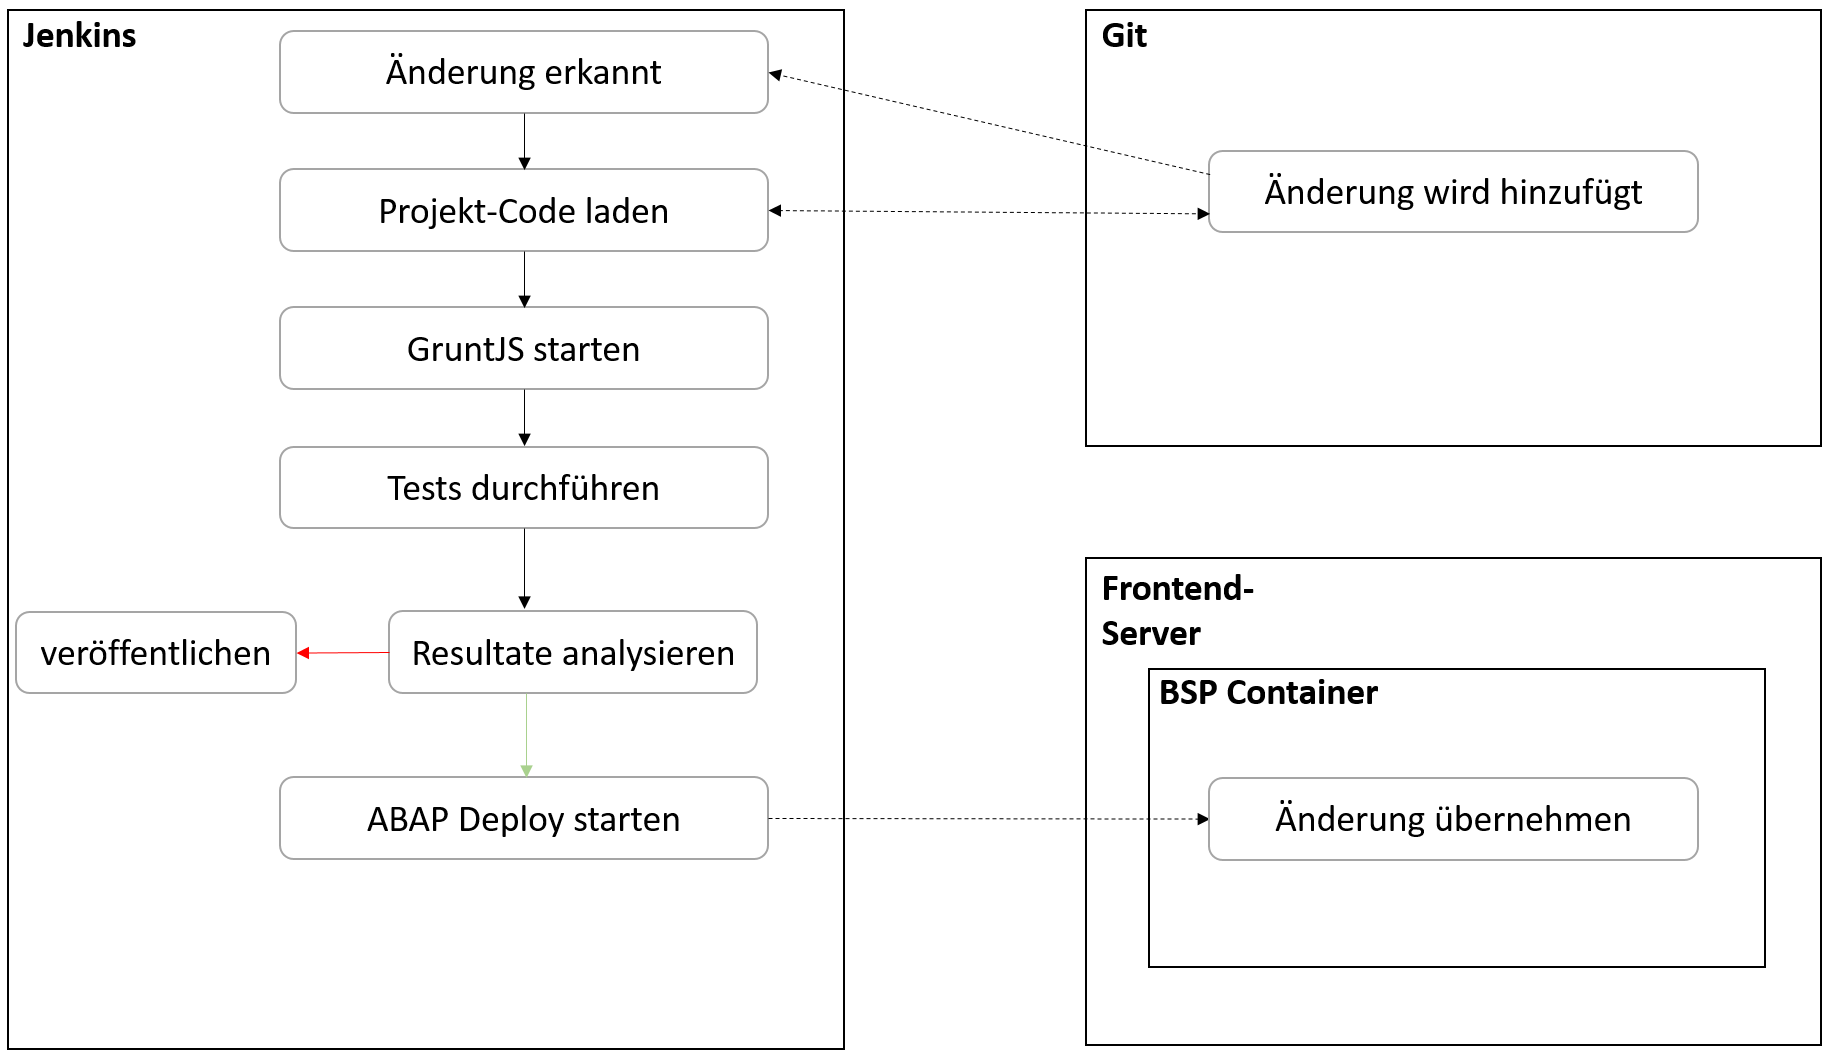 Jenkins
Änderung erkannt
Projekt-Code laden
GruntJS starten
Tests durchführen
veröffentlichen
Resultate analysieren
ABAP Deploy starten
Git
Änderung wird hinzufügt
Frontend-
Server
BSP Container
Änderung übernehmen